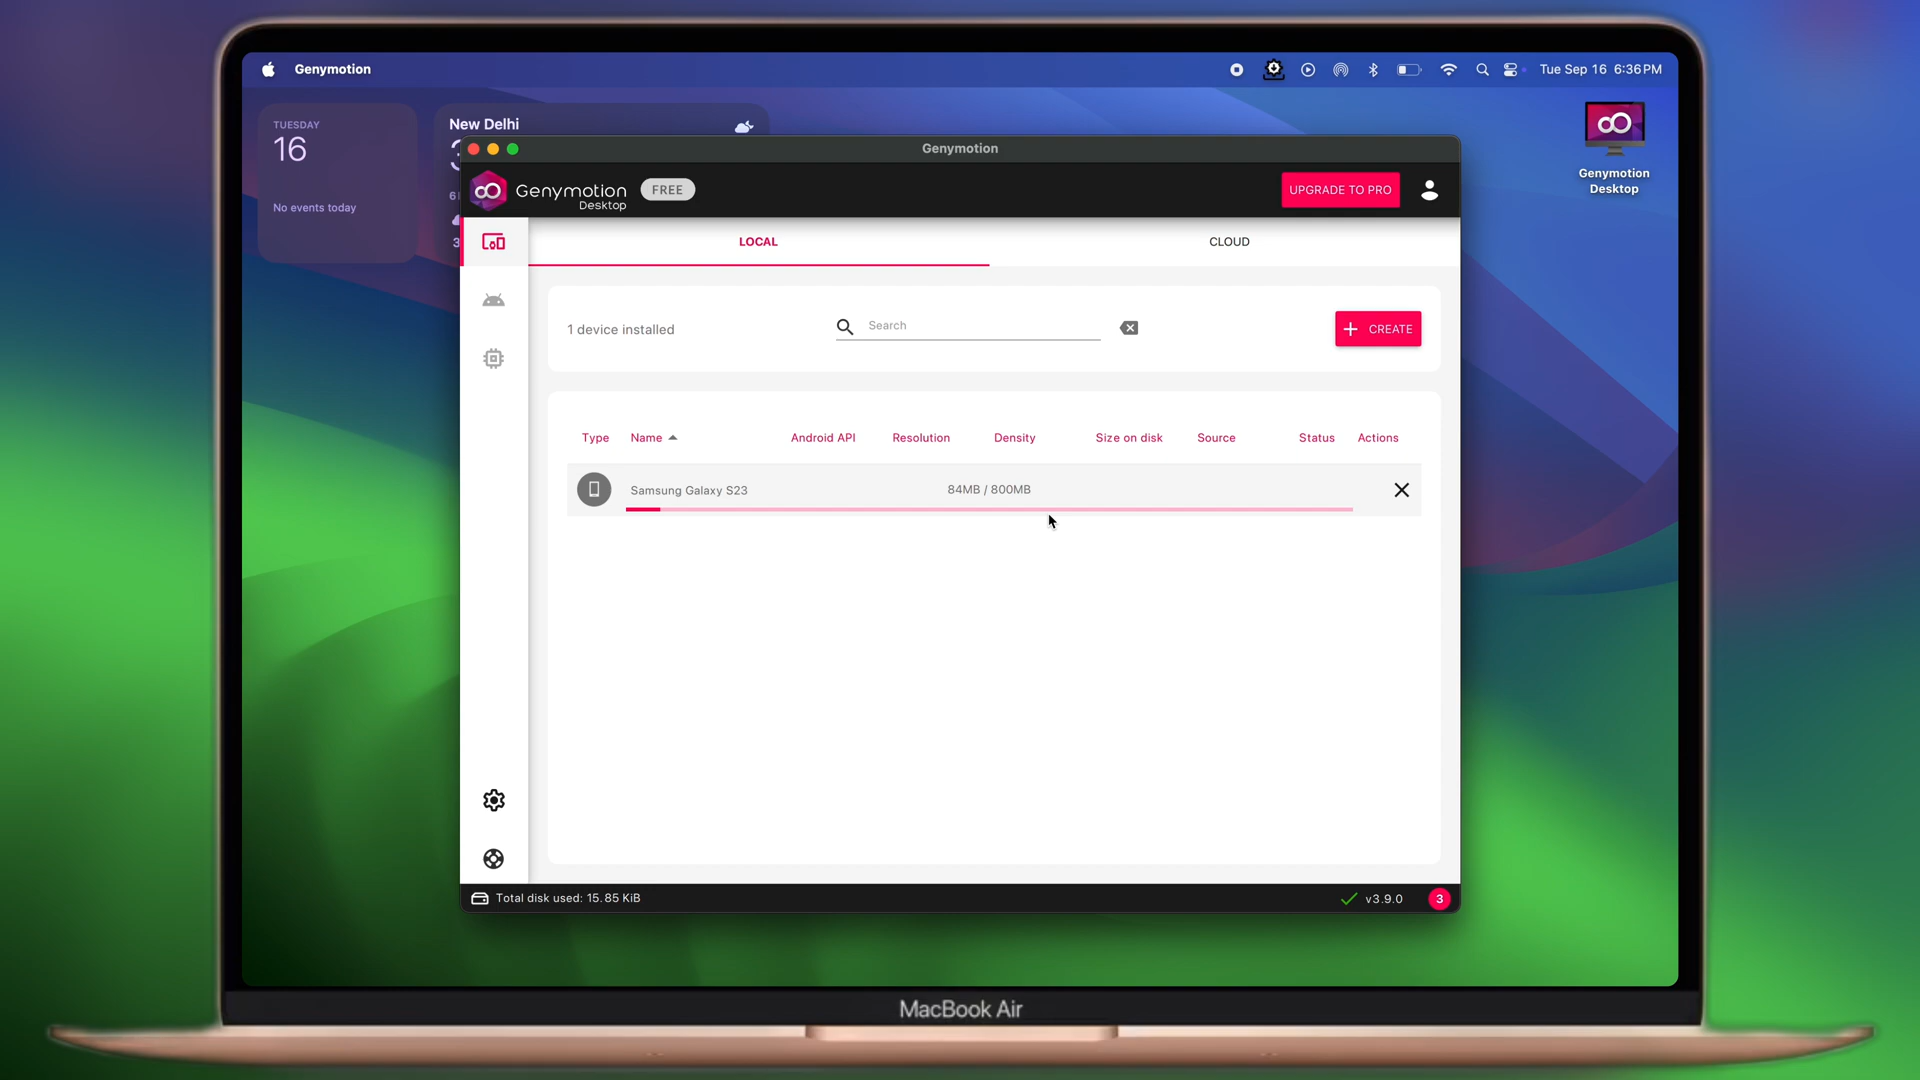 Genymotion
Tue Sep 16 6:36 PM
TUESDAY
16
No events today
New Delhi
Genymotion
Desktop
Genymotion
Genymotion
Desktop
FREE
UPGRADE TO PRO
LOCAL
CLOUD
1 device installed
Search
CREATE
Type Name Android API Resolution Density Size on disk Source Status Actions
Samsung Galaxy S23 84MB / 800MB
Total disk used: 15.85 KiB
v3.9.0
3
MacBook Air